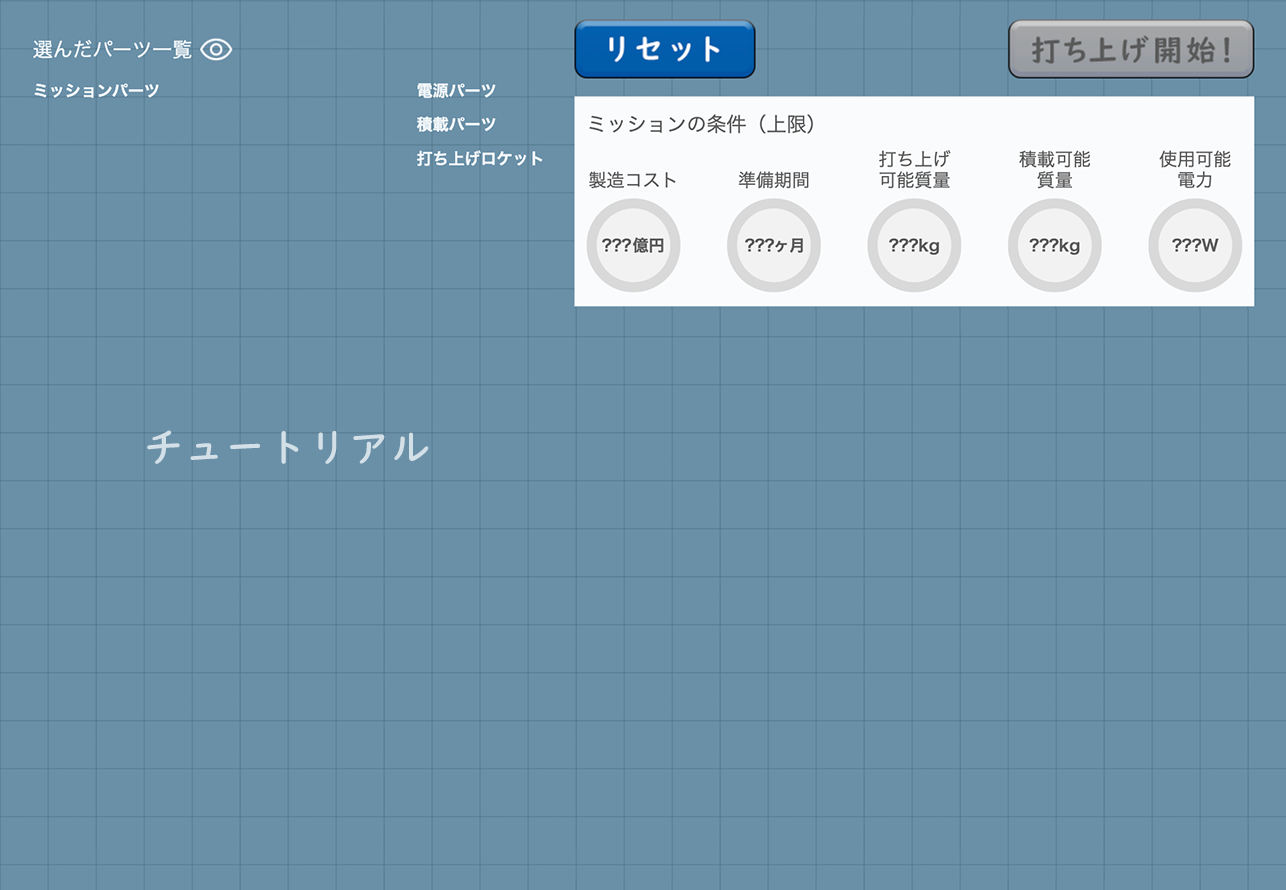 選んだパーツ一覧
ミッションパーツ
電源パーツ
積載パーツ
打ち上げロケット
リセット
打ち上げ開始！
ミッションの条件（上限）
製造コスト
準備期間
打ち上げ
可能質量
積載可能
質量
使用可能
電力
???億円
???ヶ月
???kg
???kg
???W
チュートリアル